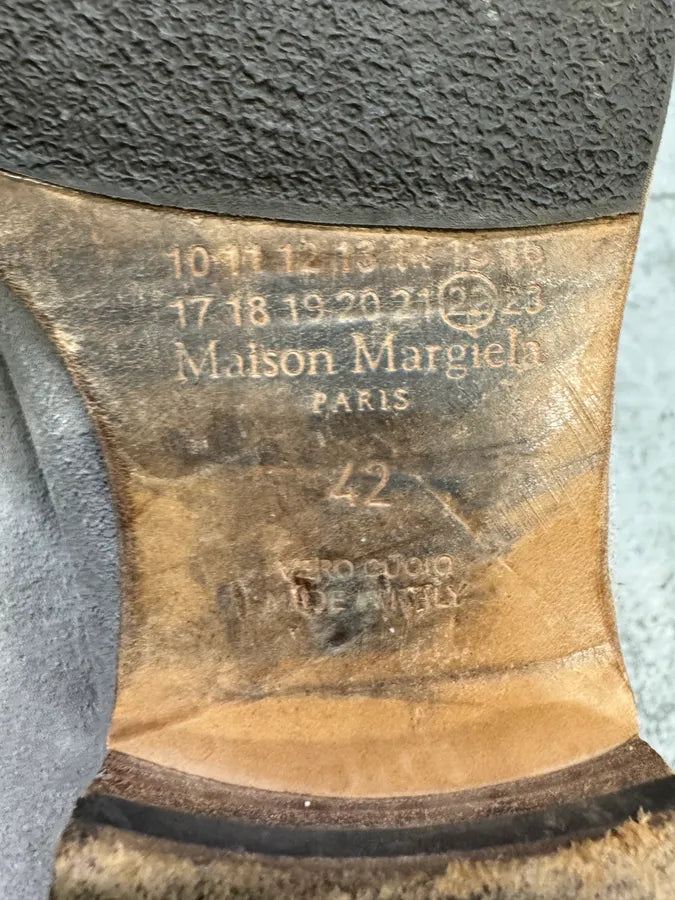 10 11 12 13 14 15 16
17 18 19 20 21 22 23
Maison Margiela
PARIS
42
VERO CUOIO
MADE IN ITALY